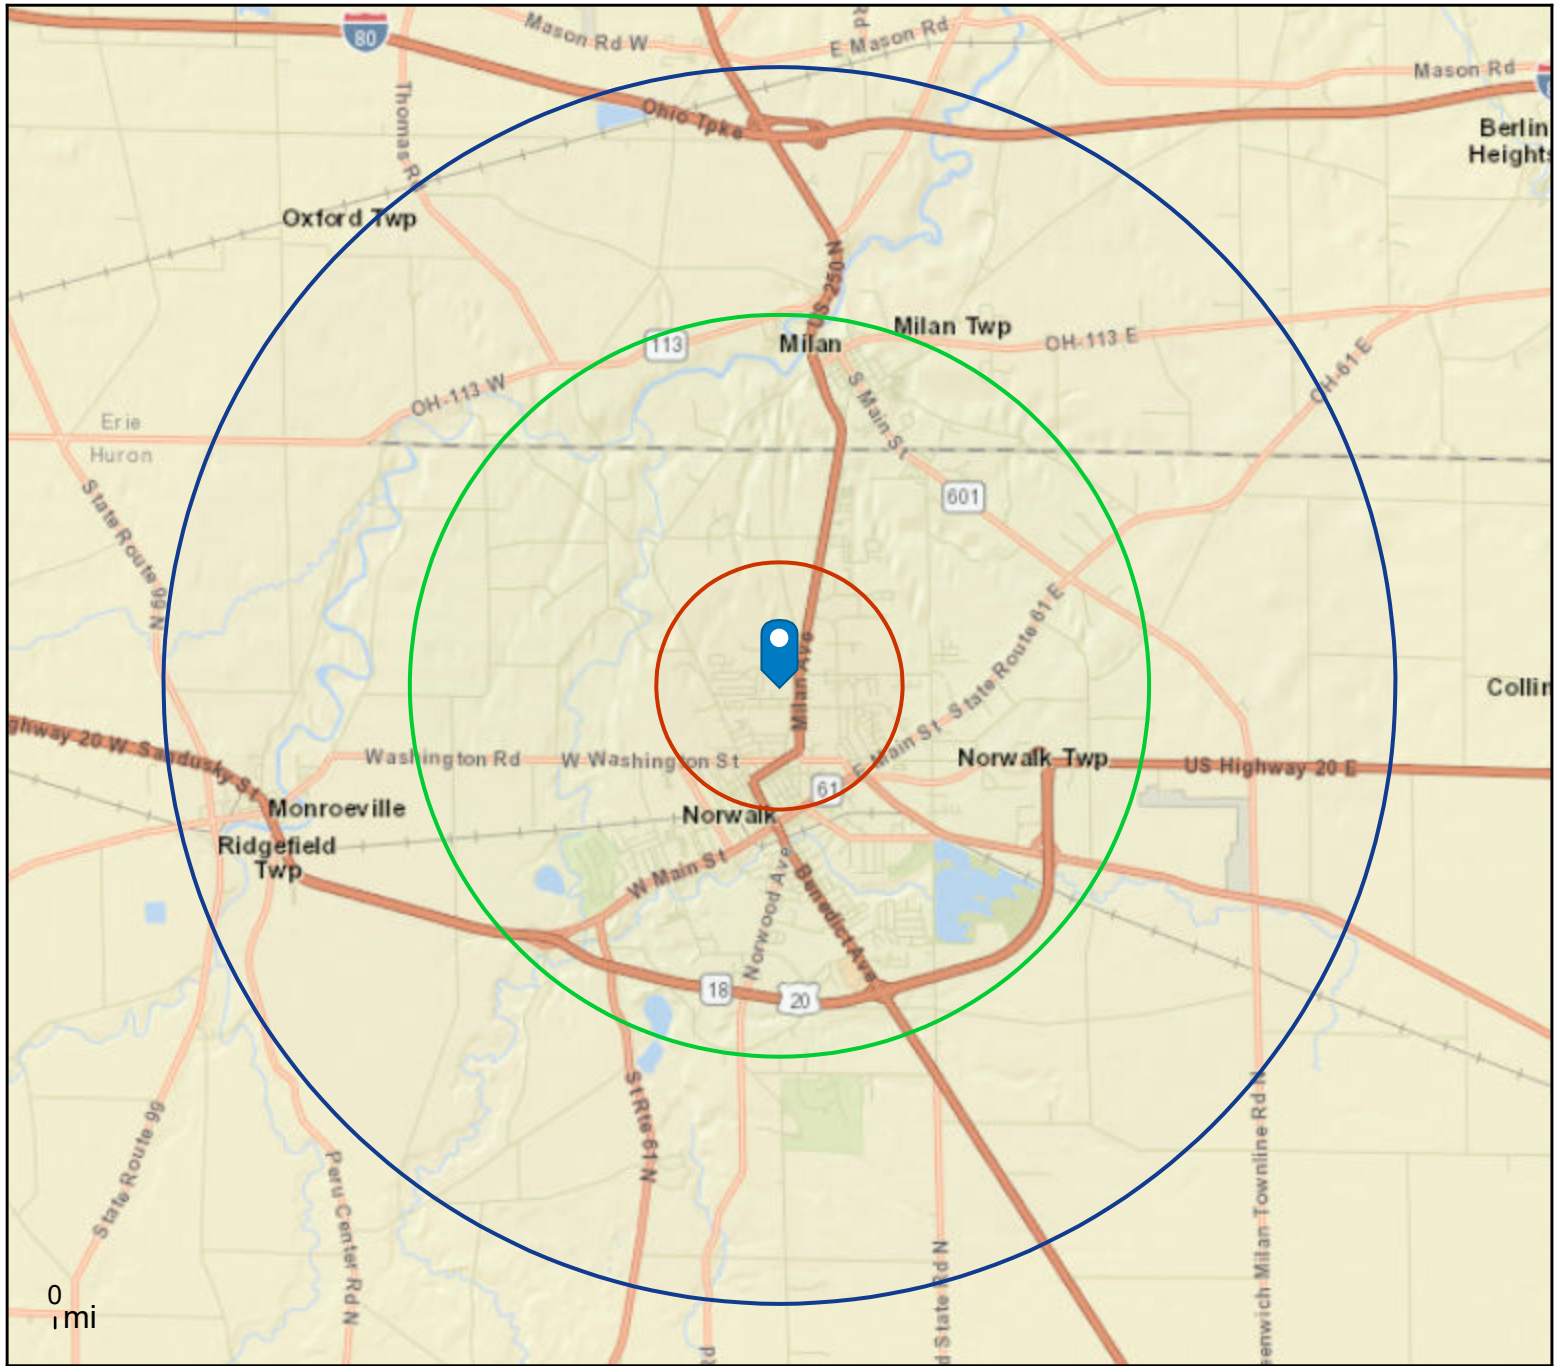 Mason Rd W
Rd
E Mason Rd
80
Mason Rd
Thomas Rd
Ohio Tpke
Berlin
Heights
Oxford Twp
US-250 N
Milan Twp
113
Milan
OH-113 E
OH-61 E
OH-113 W
S Main St
Erie
Huron
State Route 99 N
601
State Route 61 E
Milan Ave
Collin
ghway 20 W
Sandusky St
Washington Rd
W Washington St
E Main St
Norwalk Twp
US Highway 20 E
61
Monroeville
Norwalk
Ridgefield
Twp
W Main St
Norwood Ave
Benedict Ave
18
20
St Rte 61 N
State Route 99
Peru Center Rd N
d State Rd N
eenwich Milan Townline Rd N
0
mi